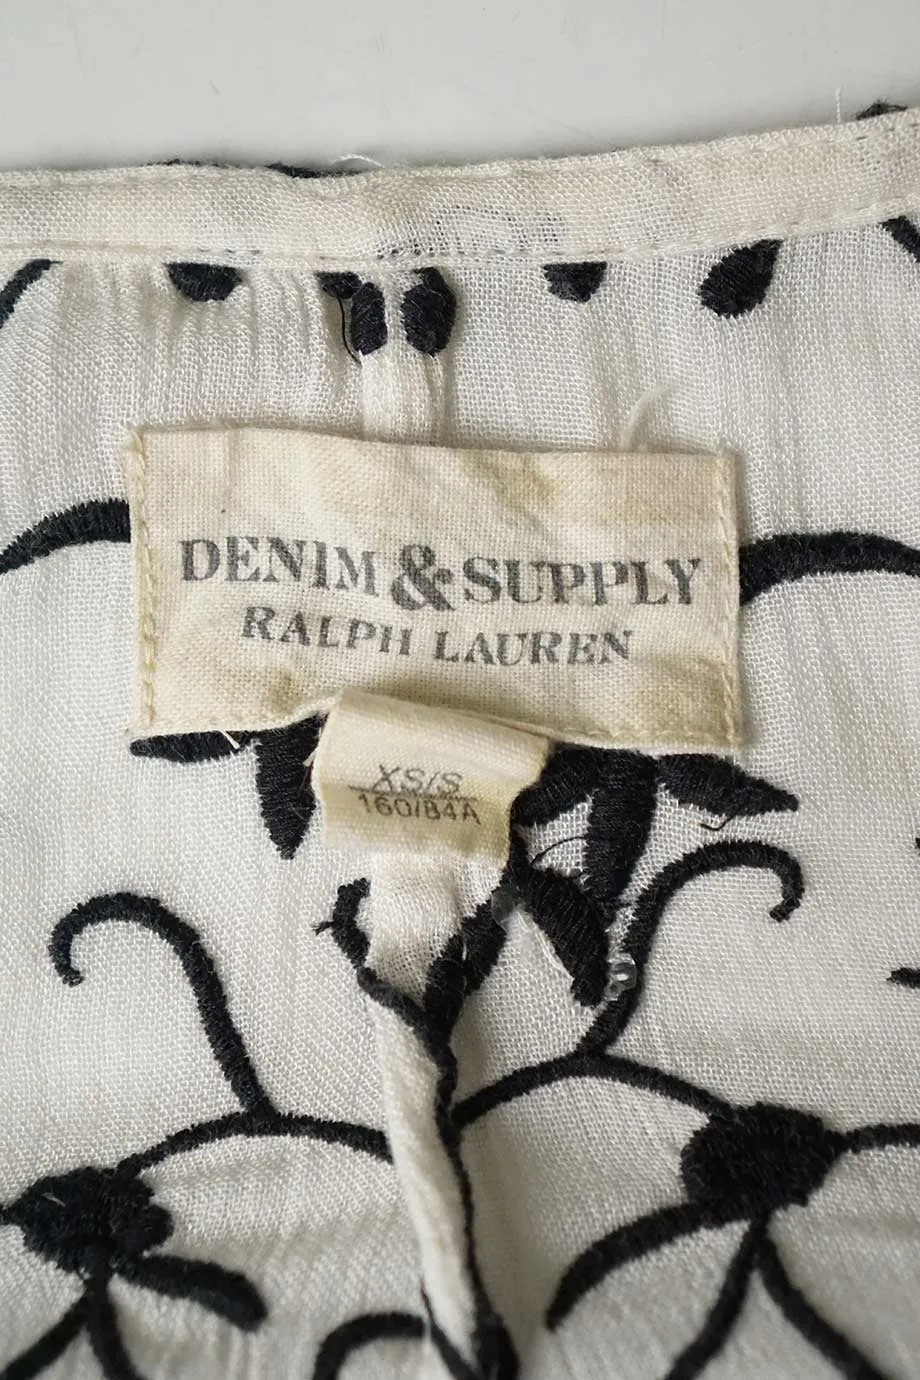 DENIM & SUPPLY
RALPH LAUREN
XS/S
160/84A